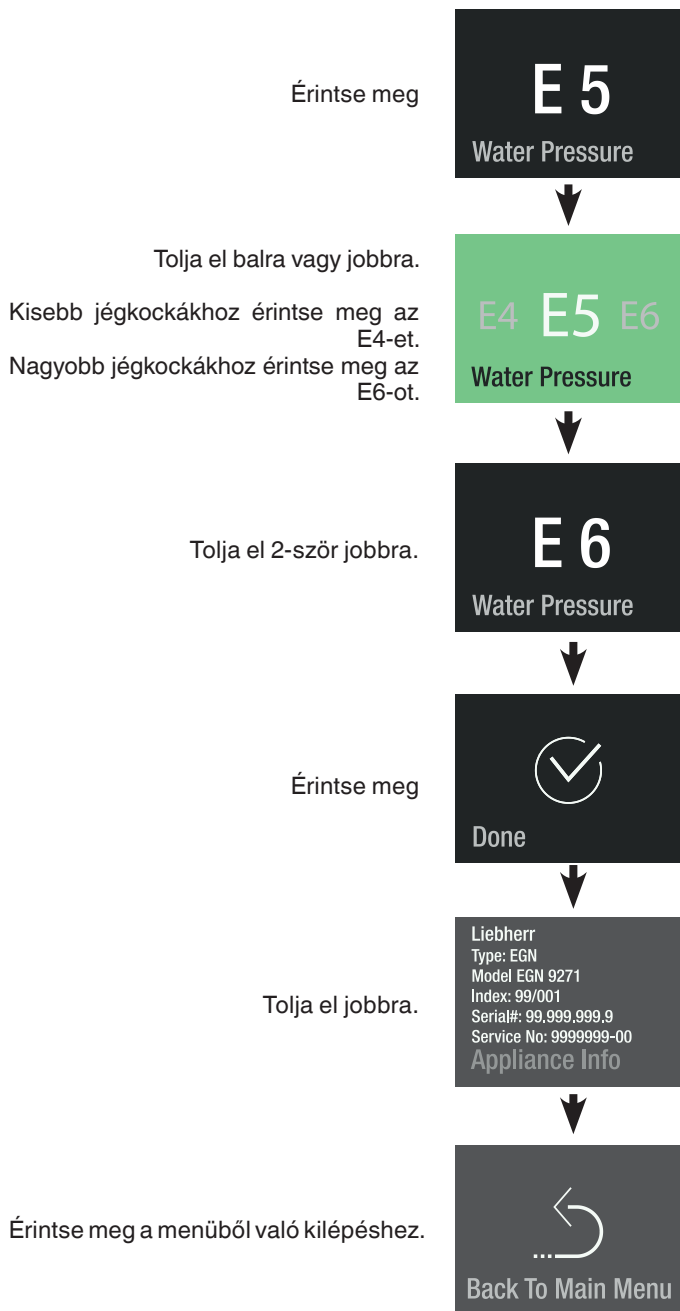 Érintse meg
E 5
Water Pressure
Tolja el balra vagy jobbra.
Kisebb jégkockákhoz érintse meg az
E4-et.
Nagyobb jégkockákhoz érintse meg az
E6-ot.
E4 E5 E6
Water Pressure
Tolja el 2-ször jobbra.
E 6
Water Pressure
Érintse meg
Done
Tolja el jobbra.
Liebherr
Type: EGN
Model EGN 9271
Index: 99/001
Serial#: 99.999.999.9
Service No: 9999999-00
Appliance Info
Érintse meg a menüből való kilépéshez.
Back To Main Menu